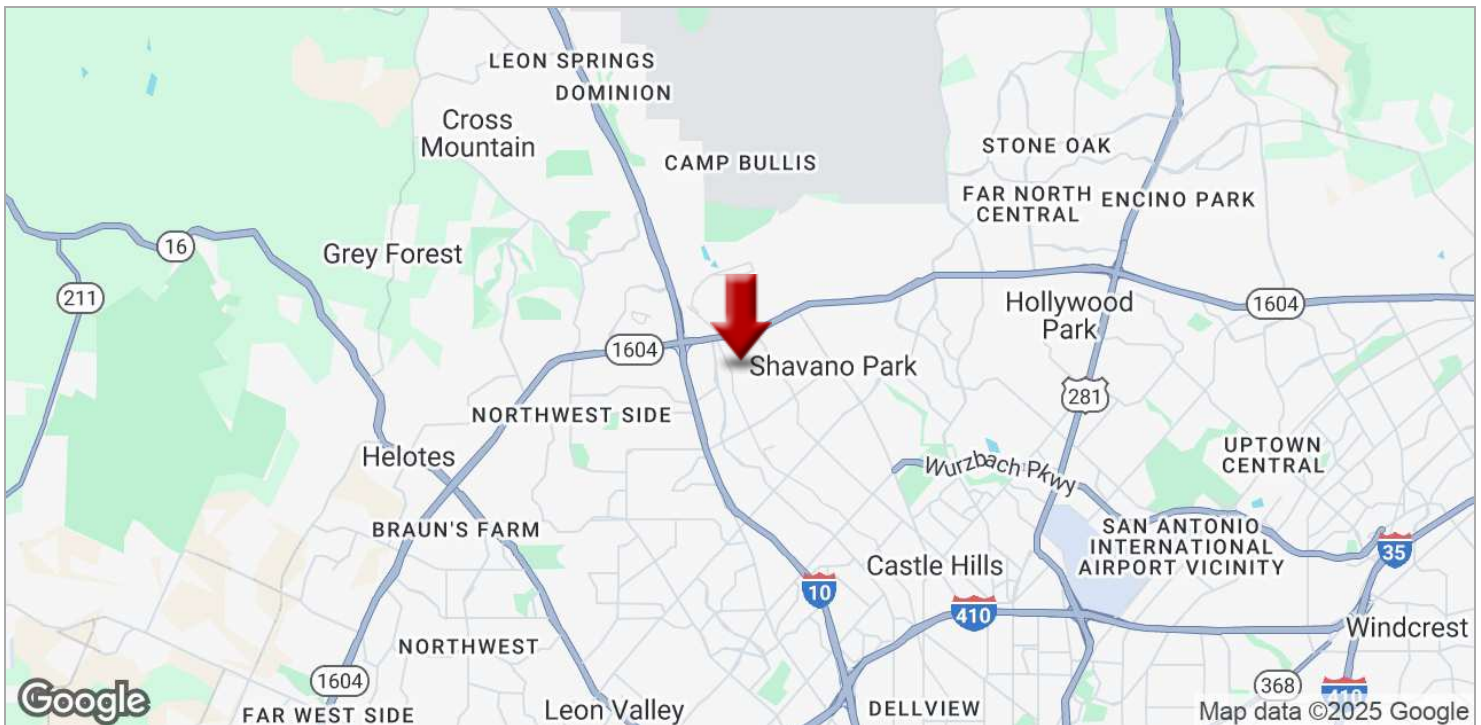 LEON SPRINGS
DOMINION
Cross
Mountain
CAMP BULLIS
STONE OAK
FAR NORTH
CENTRAL
ENCINO PARK
16
Grey Forest
211
Hollywood
Park
1604
1604
Shavano Park
281
NORTHWEST SIDE
Helotes
UPTOWN
CENTRAL
Wurzbach Pkwy
BRAUN'S FARM
SAN ANTONIO
INTERNATIONAL
AIRPORT VICINITY
35
Castle Hills
10
410
Windcrest
NORTHWEST
1604
368
410
Google
FAR WEST SIDE
Leon Valley
DELLVIEW
Map data ©2025 Google